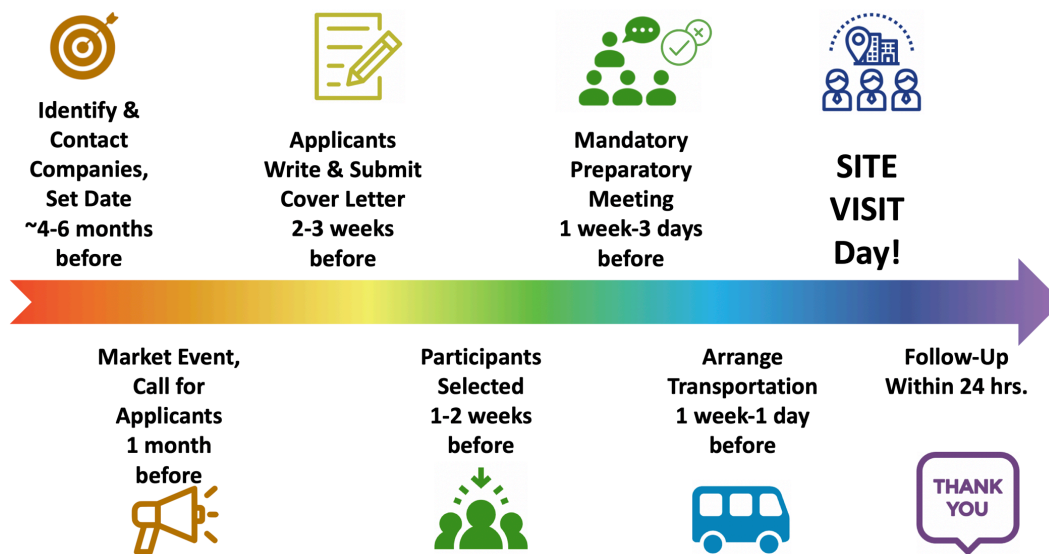 Identify &
Contact
Companies,
Set Date
~4-6 months
before
Applicants
Write & Submit
Cover Letter
2-3 weeks
before
Mandatory
Preparatory
Meeting
1 week-3 days
before
SITE
VISIT
Day!
Market Event,
Call for
Applicants
1 month
before
Participants
Selected
1-2 weeks
before
Arrange
Transportation
1 week-1 day
before
Follow-Up
Within 24 hrs.
THANK
YOU